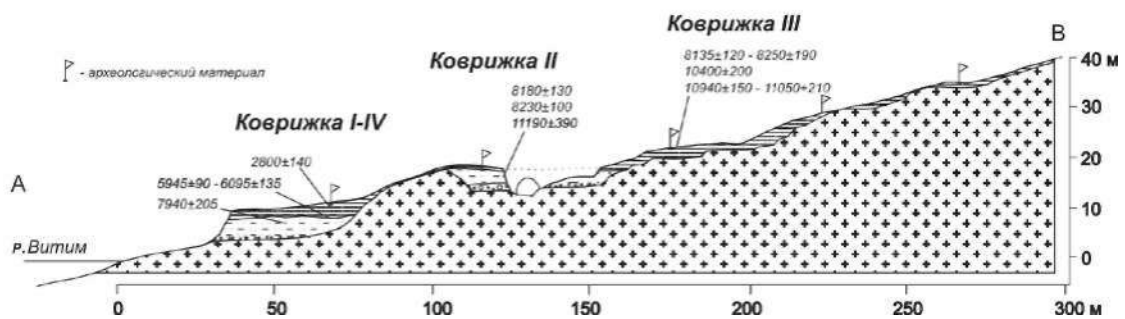 Коврижка III
B
A
- археологический материал
8135±120 - 8250±190
10400±200
10940±150 - 11050+210
Коврижка II
8180±130
8230±100
11190±390
Коврижка I-IV
2800±140
5945±90 - 6095±135
7940±205
р.Витим
40 м
30
20
10
0
0 50 100 150 200 250 300 м